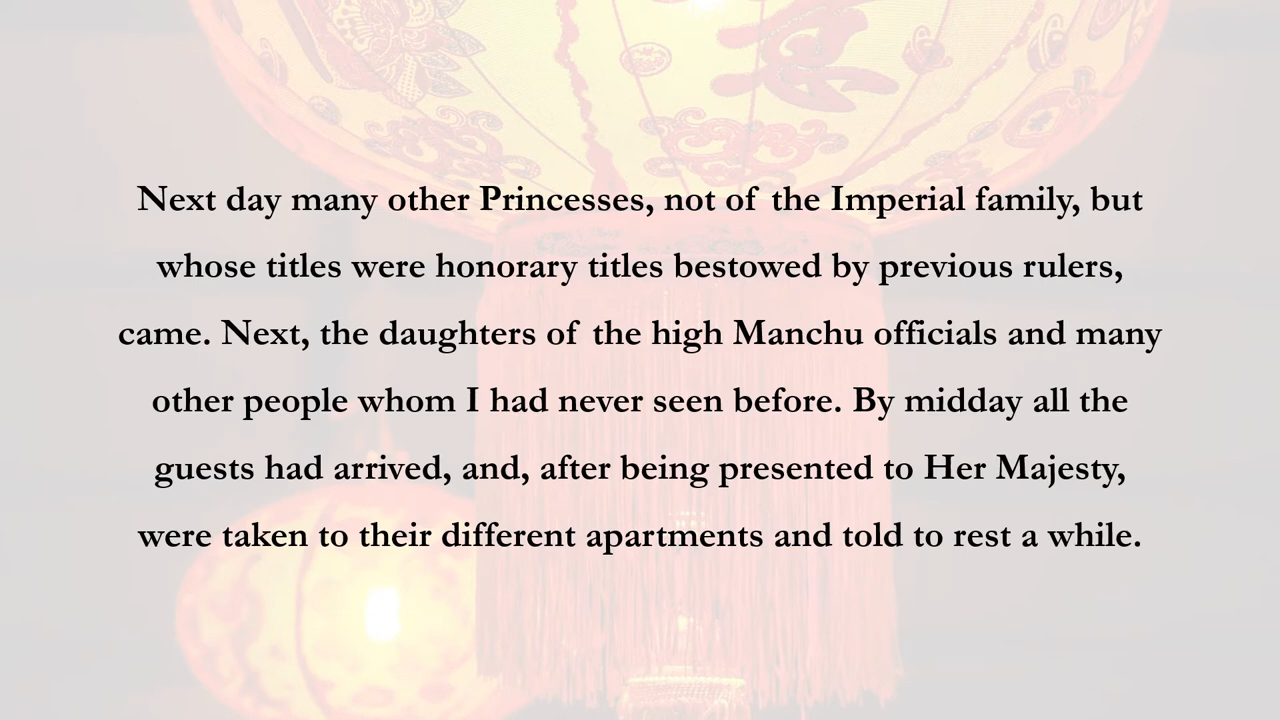 Next day many other Princesses, not of the Imperial family, but
whose titles were honorary titles bestowed by previous rulers,
came. Next, the daughters of the high Manchu officials and many
other people whom I had never seen before. By midday all the
guests had arrived, and, after being presented to Her Majesty,
were taken to their different apartments and told to rest a while.